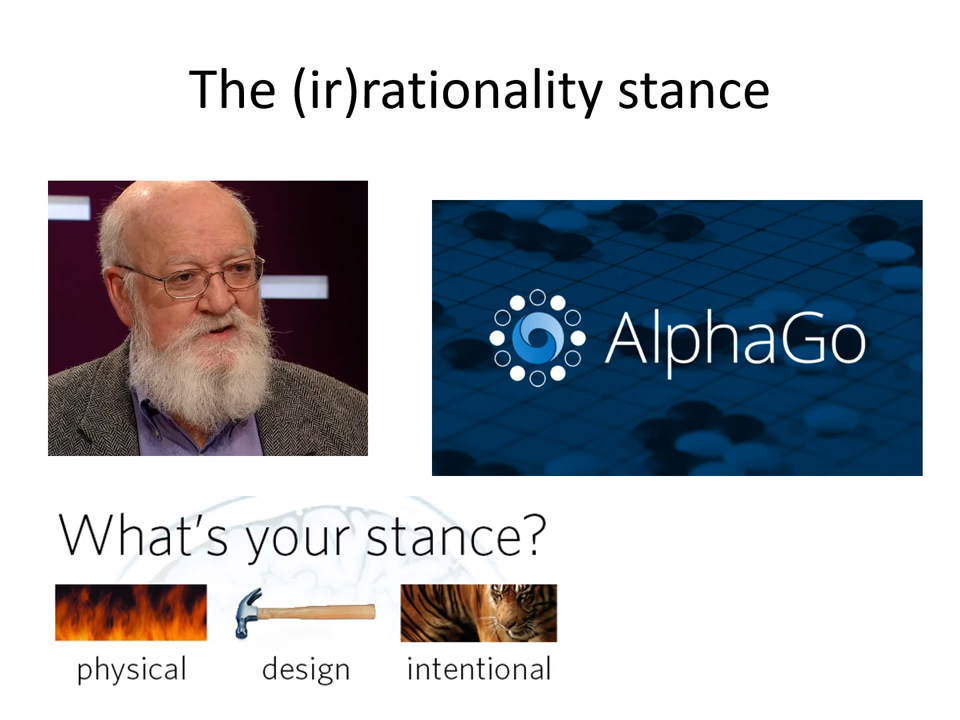 The (ir)rationality stance
AlphaGo
What's your stance?
physical
design
intentional